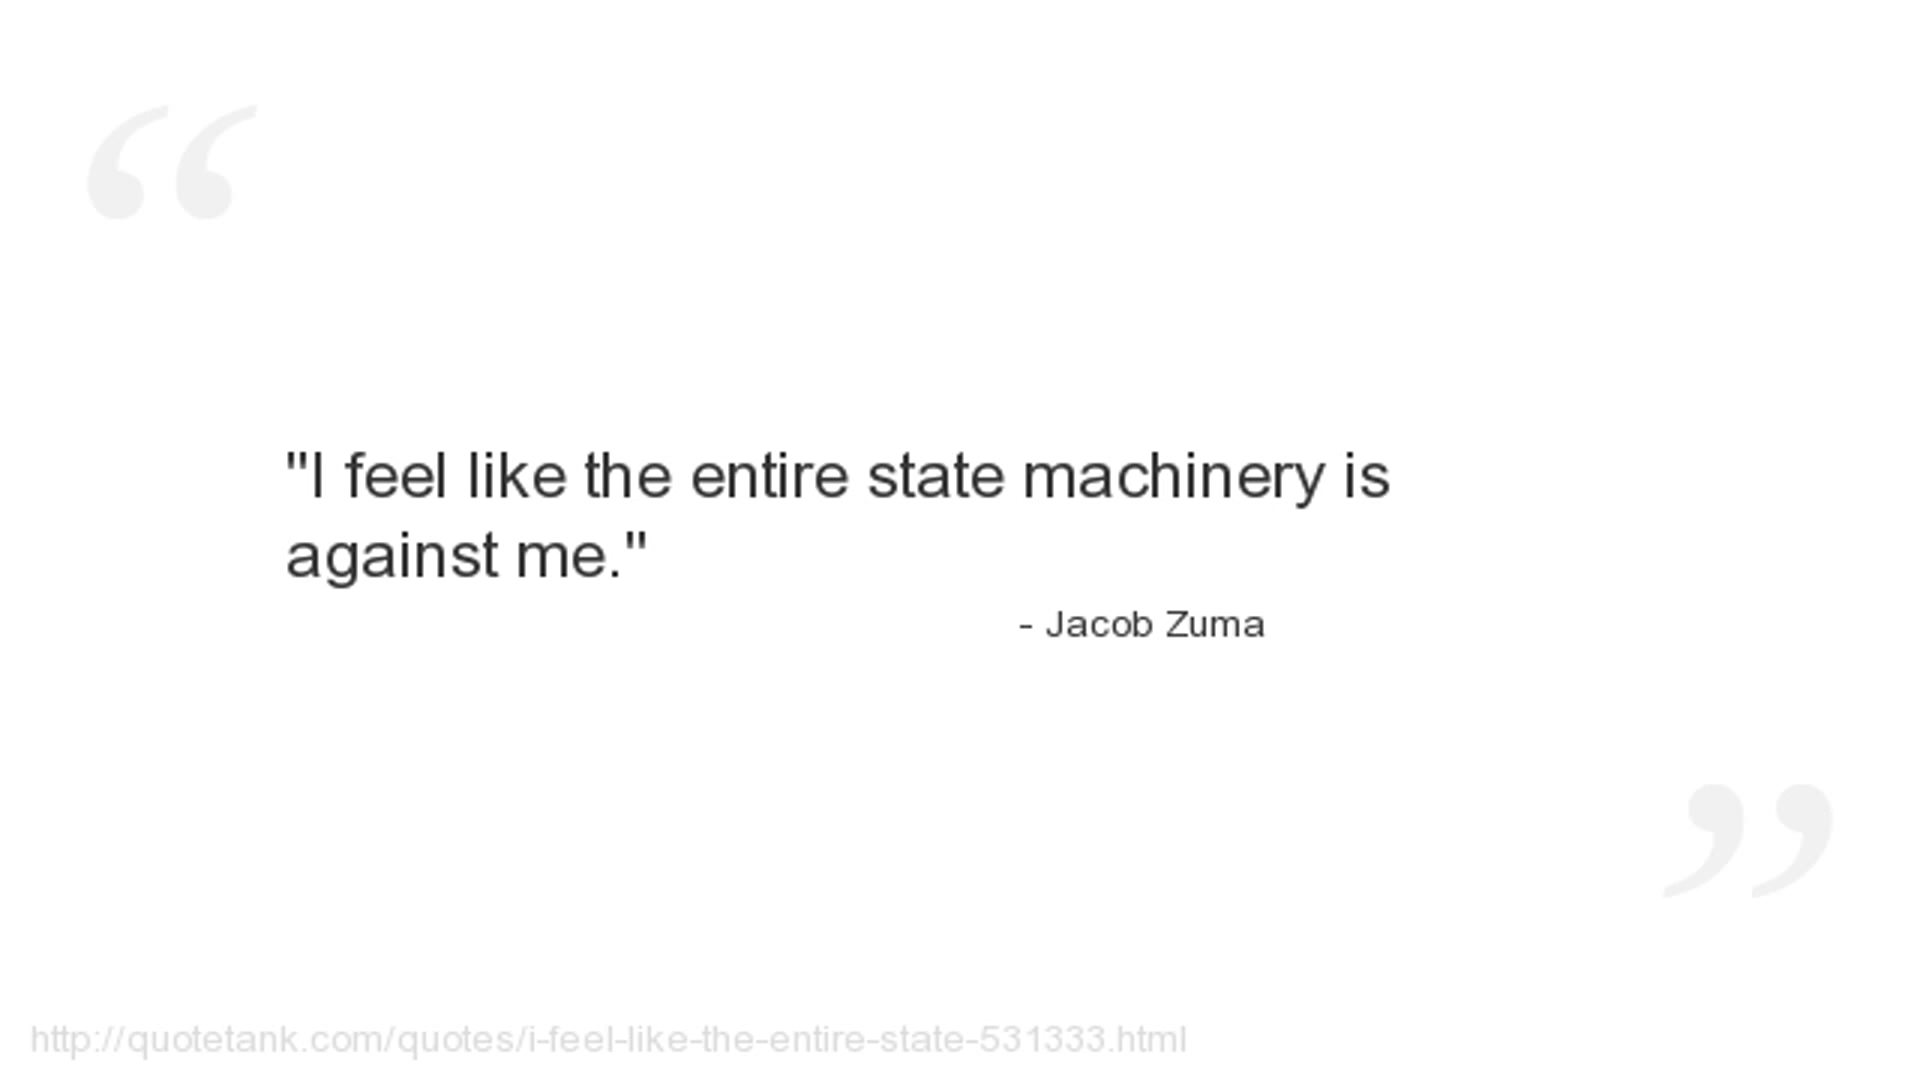 "I feel like the entire state machinery is
against me."
- Jacob Zuma
http://quotetank.com/quotes/i-feel-like-the-entire-state-531333.html